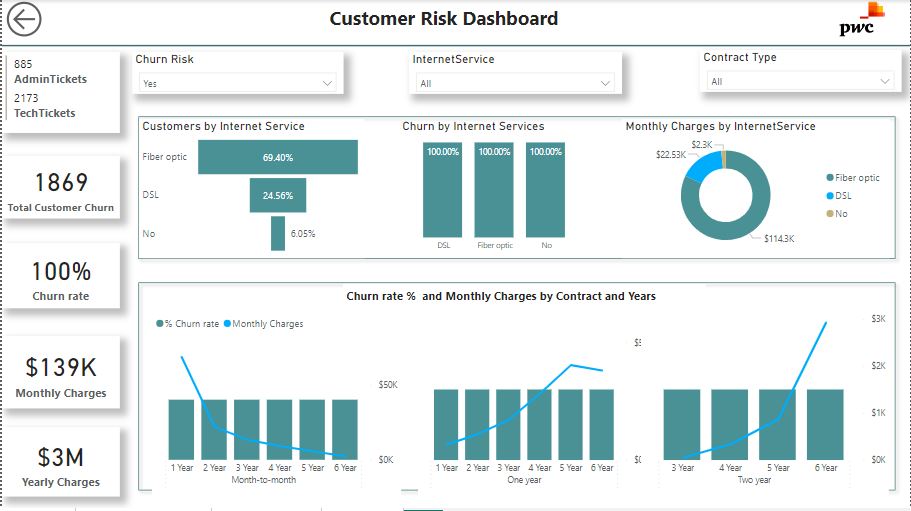 Customer Risk Dashboard
pwc
885
AdminTickets
2173
TechTickets
Churn Risk
Yes
InternetService
All
Contract Type
All
1869
Total Customer Churn
100%
Churn rate
$139K
Monthly Charges
$3M
Yearly Charges
Customers by Internet Service
Fiber optic
69.40%
DSL
24.56%
No
6.05%
Churn by Internet Services
100.00% 100.00% 100.00%
DSL Fiber optic No
Monthly Charges by InternetService
$2.3K
$22.53K
$114.3K
Fiber optic
DSL
No
Churn rate % and Monthly Charges by Contract and Years
% Churn rate Monthly Charges
$50K
$0K
1 Year 2 Year 3 Year 4 Year 5 Year 6 Year
Month-to-month
1 Year 2 Year 3 Year 4 Year 5 Year 6 Year
One year
$3K
$2K
$1K
$0K
3 Year 4 Year 5 Year 6 Year
Two year